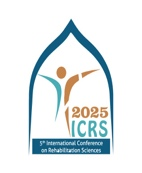 2025
ICRS
5th International Conference
on Rehabilitation Sciences